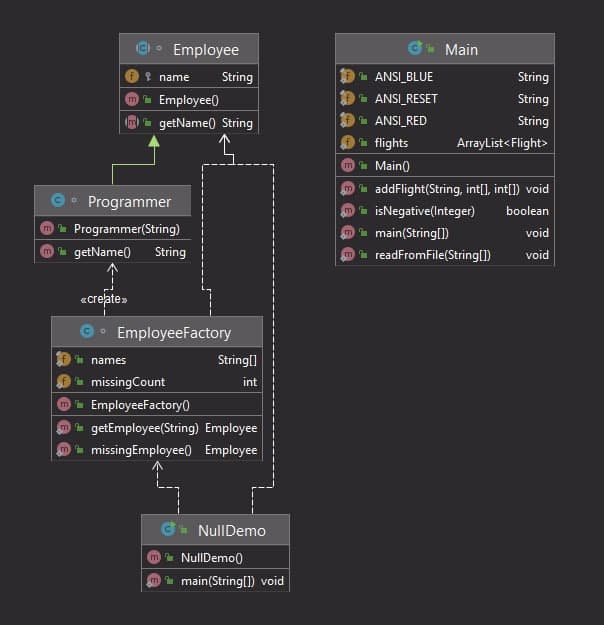 Employee
name String
Employee()
getName() String
Programmer
Programmer(String)
getName() String
«create»
EmployeeFactory
names String[]
missingCount int
EmployeeFactory()
getEmployee(String) Employee
missingEmployee() Employee
NullDemo
NullDemo()
main(String[]) void
Main
ANSI_BLUE String
ANSI_RESET String
ANSI_RED String
flights ArrayList<Flight>
Main()
addFlight(String, int[], int[]) void
isNegative(Integer) boolean
main(String[]) void
readFromFile(String[]) void